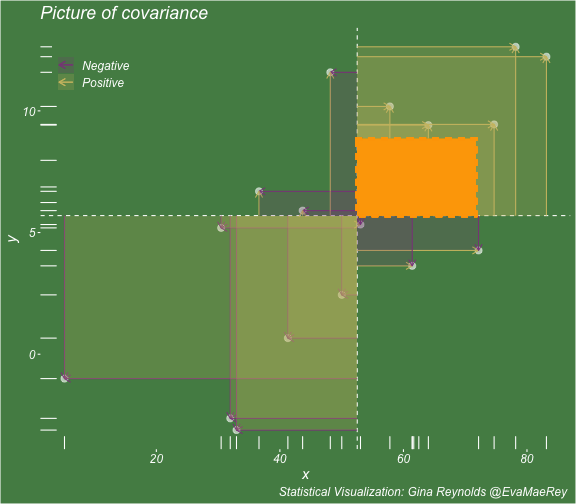 Picture of covariance
Negative
Positive
10
5
0
y
20
40
60
80
x
Statistical Visualization: Gina Reynolds @EvaMaeRey